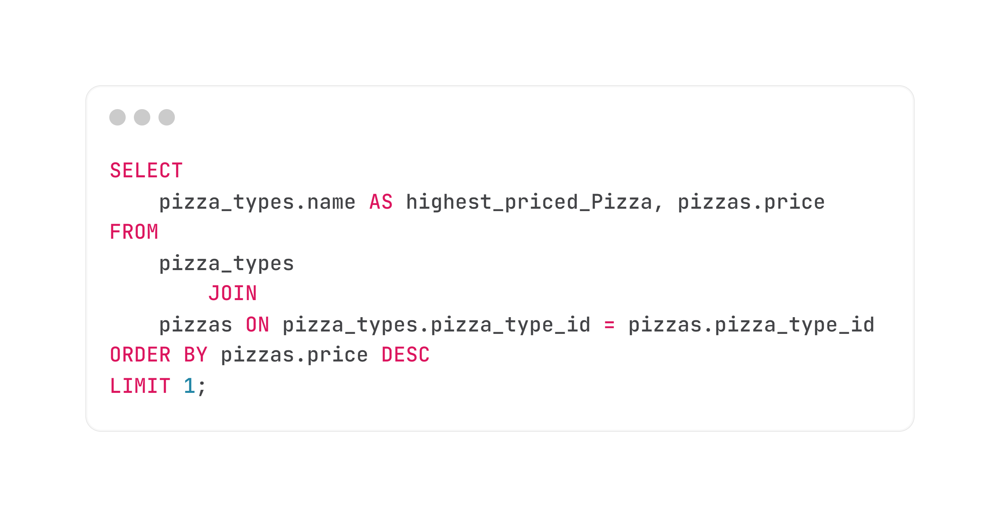 SELECT
    pizza_types.name AS highest_priced_Pizza, pizzas.price
FROM
    pizza_types
        JOIN
    pizzas ON pizza_types.pizza_type_id = pizzas.pizza_type_id
ORDER BY pizzas.price DESC
LIMIT 1;